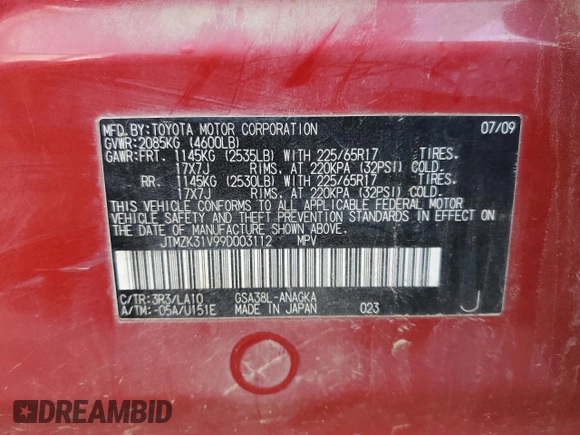 MFD. BY: TOYOTA MOTOR CORPORATION 07/09
GVWR: 2085KG (4600LB)
GAWR: FRT. 1145KG (2535LB) WITH 225/65R17 TIRES.
17X7J RIMS. AT 220KPA (32PSI) COLD.
RR. 1145KG (2530LB) WITH 225/65R17 TIRES.
17X7J RIMS. AT 220KPA (32PSI) COLD.
THIS VEHICLE CONFORMS TO ALL APPLICABLE FEDERAL MOTOR
VEHICLE SAFETY AND THEFT PREVENTION STANDARDS IN EFFECT ON
THE DATE OF MANUFACTURE SHOWN ABOVE.
JTMZK31V99D003112 MPV
C/TR: 3R3/LA10 GSA38L-ANAGKA
A/TM: -05A/U151E MADE IN JAPAN 023 J
DREAMBID